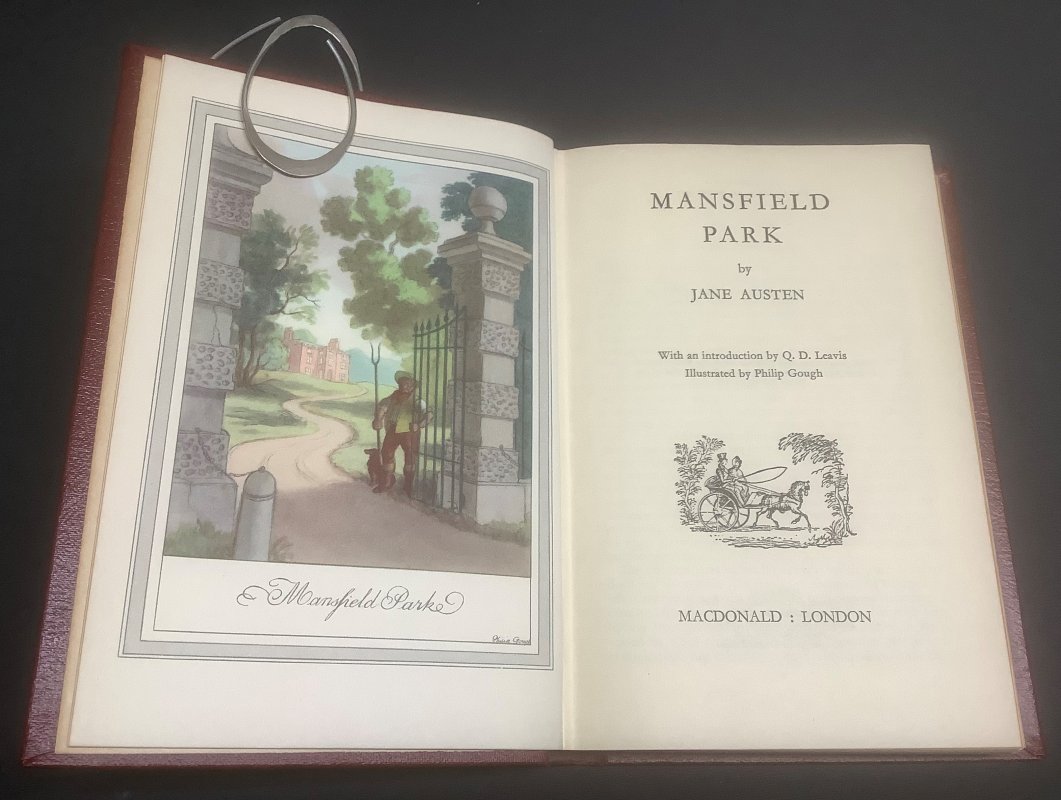 Mansfield Park
MANSFIELD
PARK
by
JANE AUSTEN
With an introduction by Q. D. Leavis
Illustrated by Philip Gough
MACDONALD : LONDON